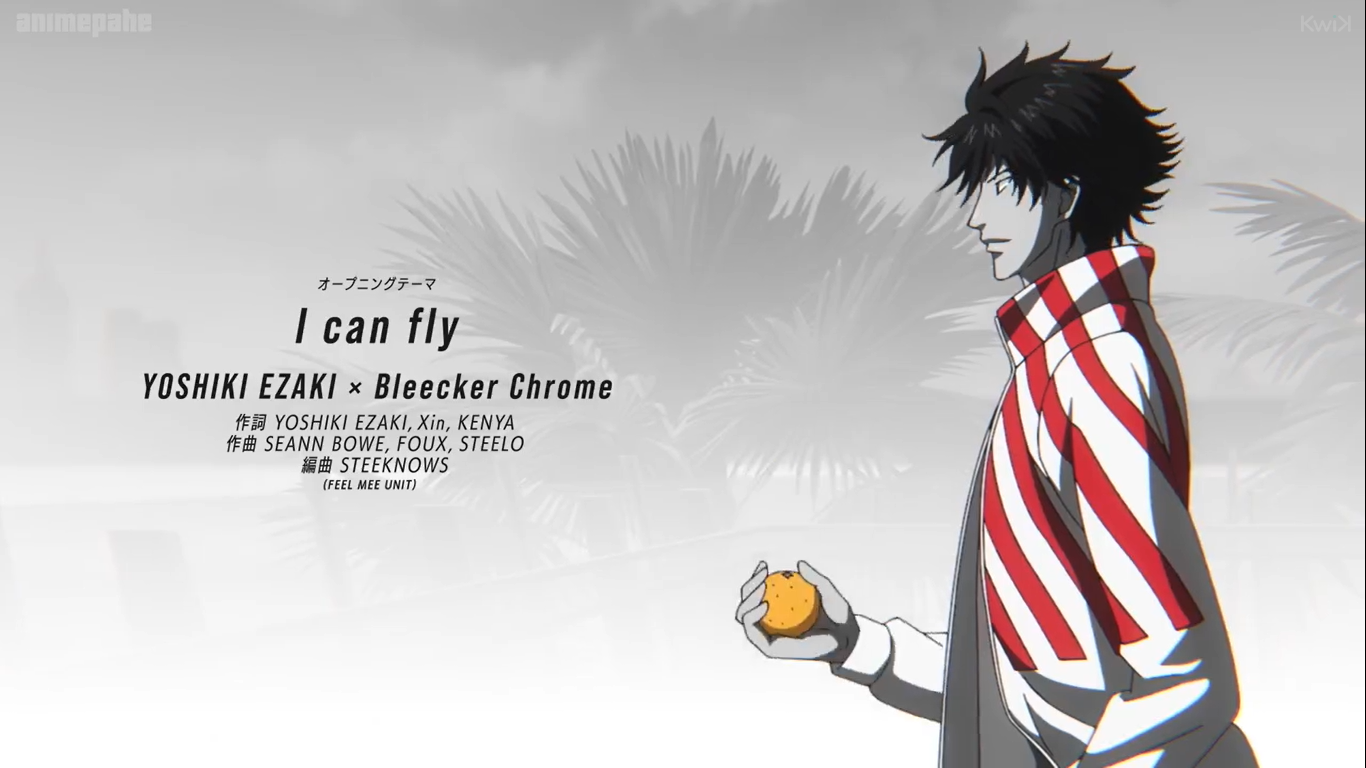 animepahe
Kwik
オープニングテーマ
I can fly
YOSHIKI EZAKI × Bleecker Chrome
作詞 YOSHIKI EZAKI, Xin, KENYA
作曲 SEANN BOWE, FOUX, STEELO
編曲 STEEKNOWS
(FEEL MEE UNIT)